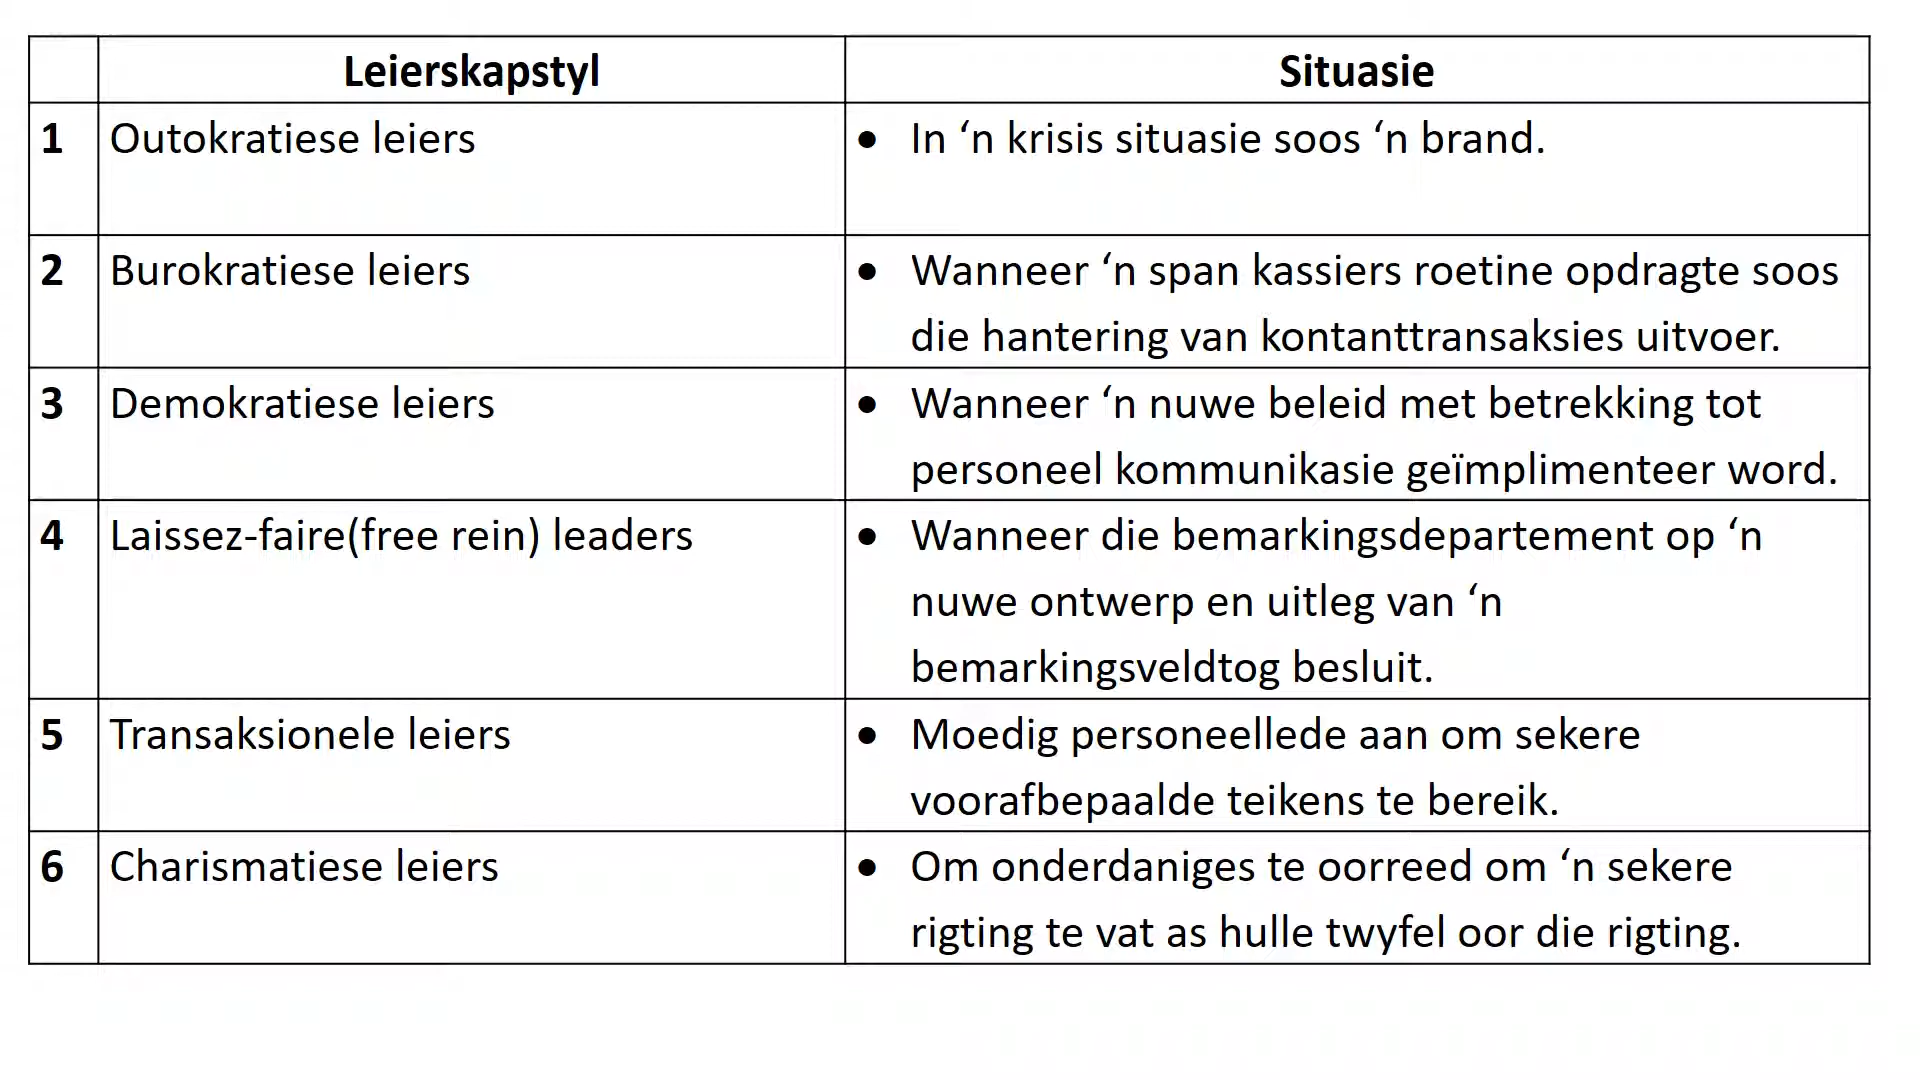 Leierskapstyl Situasie
1 Outokratiese leiers • In ‘n krisis situasie soos ‘n brand.
2 Burokratiese leiers • Wanneer ‘n span kassiers roetine opdragte soos
die hantering van kontanttransaksies uitvoer.
3 Demokratiese leiers • Wanneer ‘n nuwe beleid met betrekking tot
personeel kommunikasie geïmplimenteer word.
4 Laissez-faire(free rein) leaders • Wanneer die bemarkingsdepartement op ‘n
nuwe ontwerp en uitleg van ‘n
bemarkingsveldtog besluit.
5 Transaksionele leiers • Moedig personeellede aan om sekere
voorafbepaalde teikens te bereik.
6 Charismatiese leiers • Om onderdaniges te oorreed om ‘n sekere
rigting te vat as hulle twyfel oor die rigting.